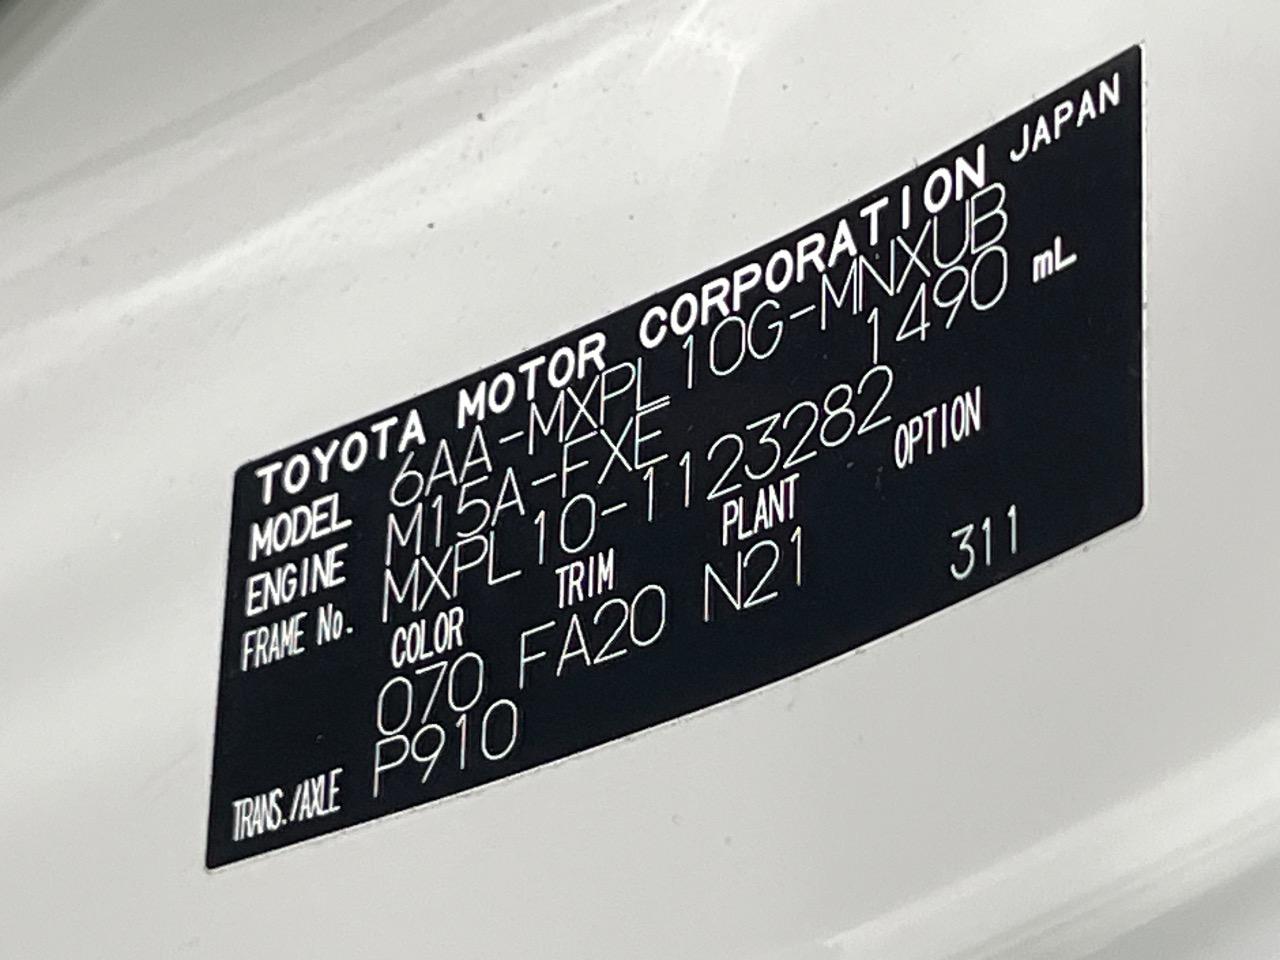 TOYOTA MOTOR CORPORATION JAPAN
MODEL 6AA-MXPL10G-MNXUB
ENGINE M15A-FXE 1490 mL
FRAME No. MXPL10-1123282
COLOR TRIM PLANT OPTION
070 FA20 N21 311
TRANS./AXLE P910